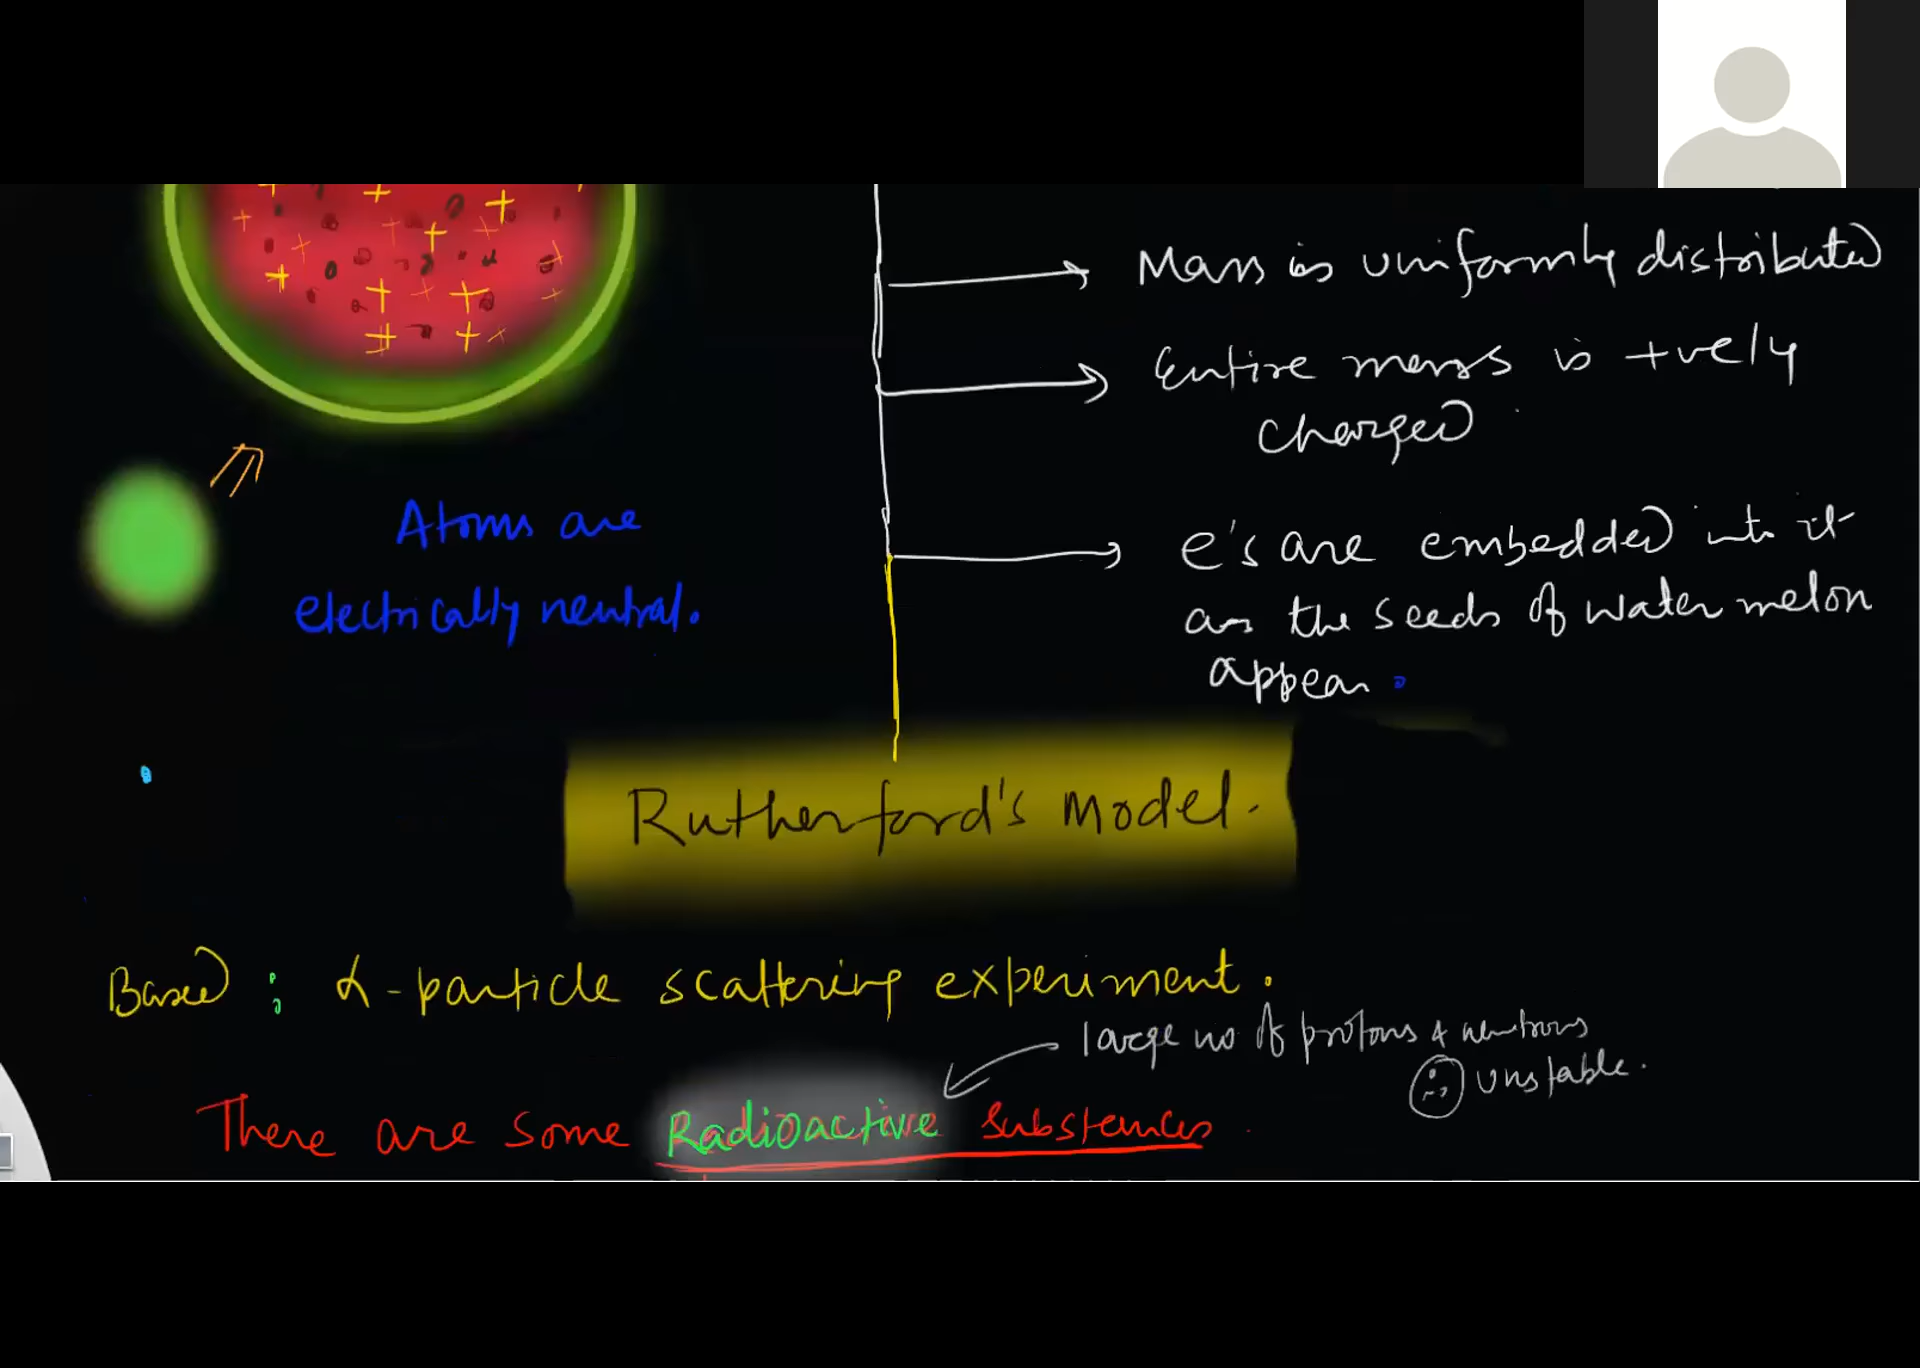 Mass is uniformly distributed
Entire mass is +vely
charged
Atoms are
electrically neutral.
e's are embedded into it
as the seeds of water melon
appear.
Rutherford's Model.
Based : α-particle scattering experiment.
large no of protons & neutrons
unstable.
There are some Radioactive substances